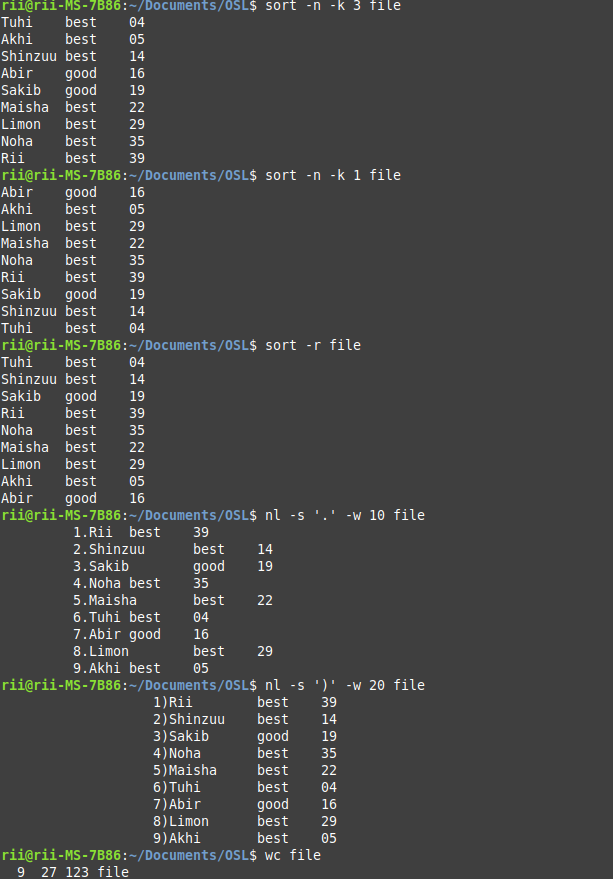 rii@rii-MS-7B86:~/Documents/OSL$ sort -n -k 3 file
Tuhi    best    04
Akhi    best    05
Shinzuu best    14
Abir    good    16
Sakib   good    19
Maisha  best    22
Limon   best    29
Noha    best    35
Rii     best    39
rii@rii-MS-7B86:~/Documents/OSL$ sort -n -k 1 file
Abir    good    16
Akhi    best    05
Limon   best    29
Maisha  best    22
Noha    best    35
Rii     best    39
Sakib   good    19
Shinzuu best    14
Tuhi    best    04
rii@rii-MS-7B86:~/Documents/OSL$ sort -r file
Tuhi    best    04
Shinzuu best    14
Sakib   good    19
Rii     best    39
Noha    best    35
Maisha  best    22
Limon   best    29
Akhi    best    05
Abir    good    16
rii@rii-MS-7B86:~/Documents/OSL$ nl -s '.' -w 10 file
         1.Rii  best    39
         2.Shinzuu      best    14
         3.Sakib        good    19
         4.Noha best    35
         5.Maisha       best    22
         6.Tuhi best    04
         7.Abir good    16
         8.Limon        best    29
         9.Akhi best    05
rii@rii-MS-7B86:~/Documents/OSL$ nl -s ')' -w 20 file
                   1)Rii        best    39
                   2)Shinzuu    best    14
                   3)Sakib      good    19
                   4)Noha       best    35
                   5)Maisha     best    22
                   6)Tuhi       best    04
                   7)Abir       good    16
                   8)Limon      best    29
                   9)Akhi       best    05
rii@rii-MS-7B86:~/Documents/OSL$ wc file
  9  27 123 file